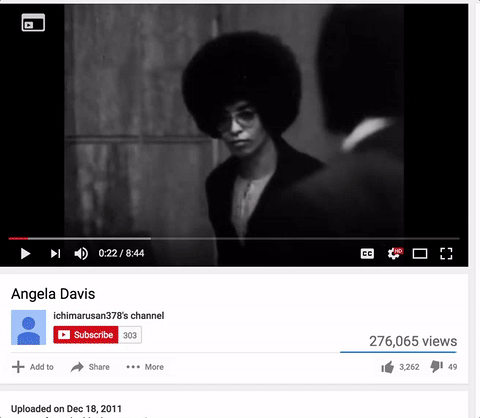 HD
0:22 / 8:44
CC
Angela Davis
ichimarusan378's channel
Subscribe 303
276,065 views
Add to Share More 3,262 49
Uploaded on Dec 18, 2011